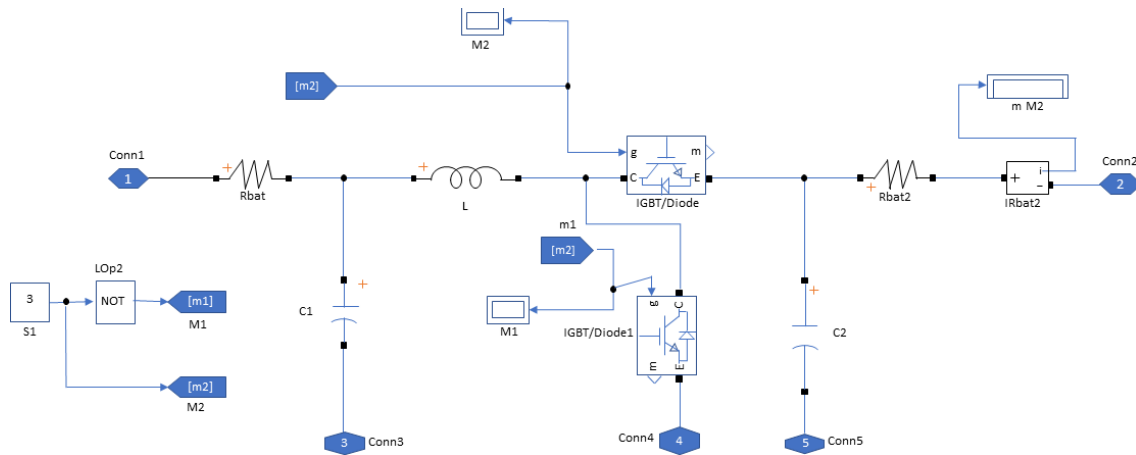 M2
[m2]
m M2
Conn1
1
+
Rbat
+
L
g
m
C
E
IGBT/Diode
+
Rbat2
+
i
−
IRbat2
Conn2
2
m1
[m2]
LOp2
3
S1
NOT
[m1]
M1
C1
+
M1
IGBT/Diode1
g
C
m
E
+
C2
[m2]
M2
3
Conn3
Conn4
4
5
Conn5